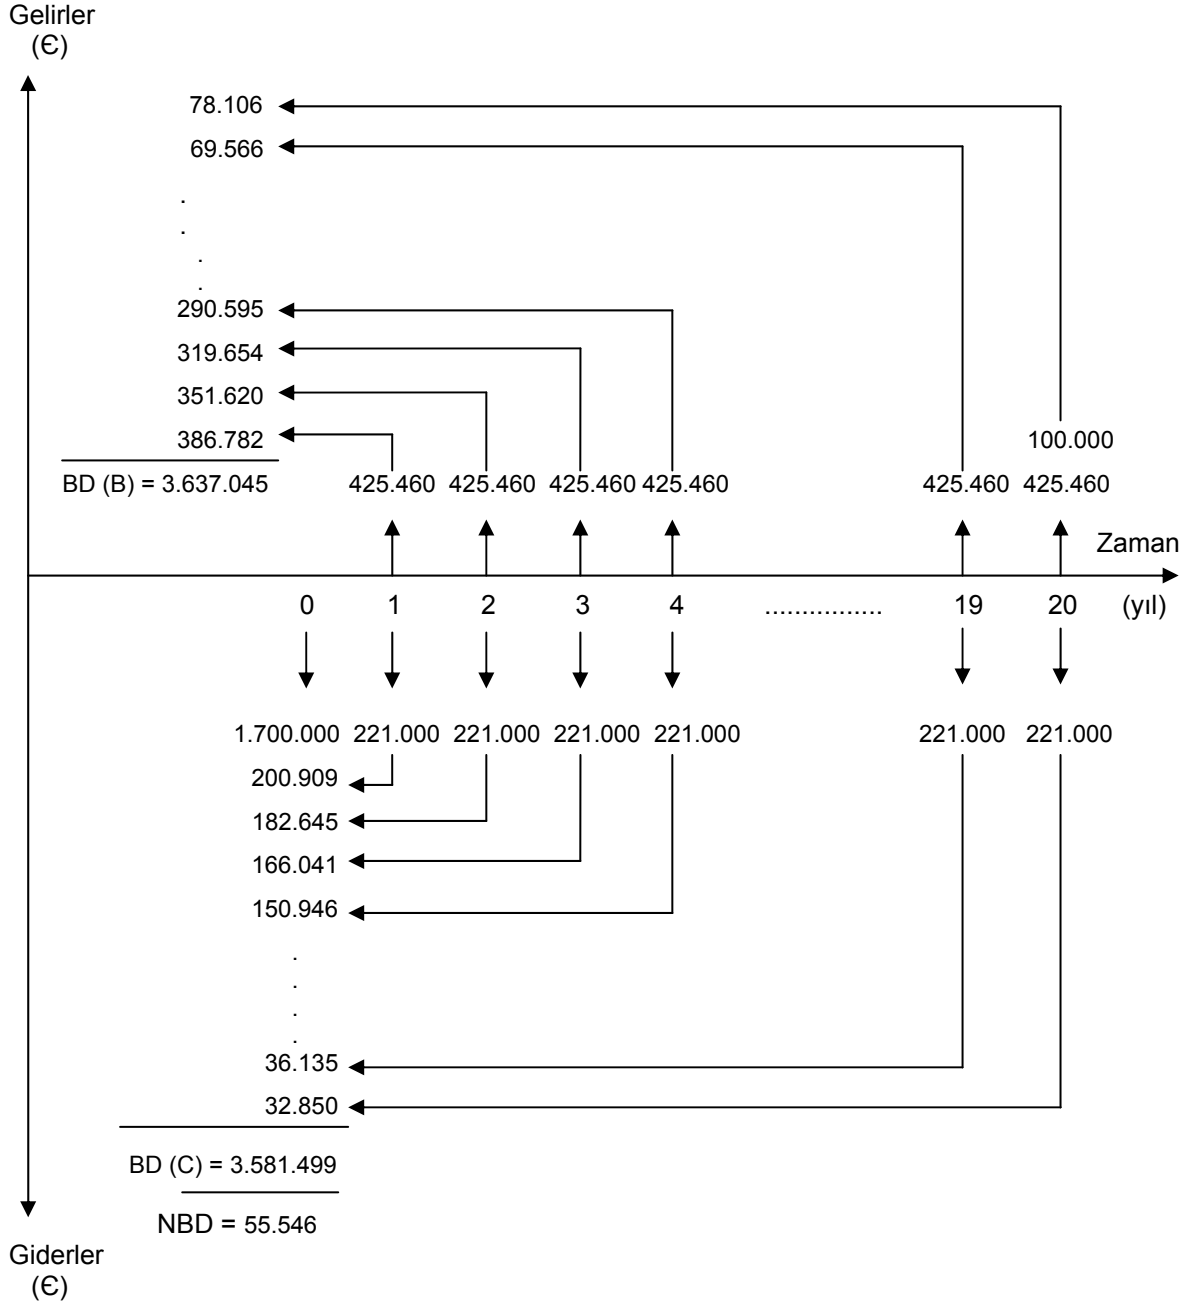 Gelirler
(Є)
78.106
69.566
.
.
.
.
290.595
319.654
351.620
386.782
100.000
BD (B) = 3.637.045 425.460 425.460 425.460 425.460 425.460 425.460
Zaman
0 1 2 3 4 ................ 19 20 (yıl)
1.700.000 221.000 221.000 221.000 221.000 221.000 221.000
200.909
182.645
166.041
150.946
.
.
.
.
36.135
32.850
BD (C) = 3.581.499
NBD = 55.546
Giderler
(Є)